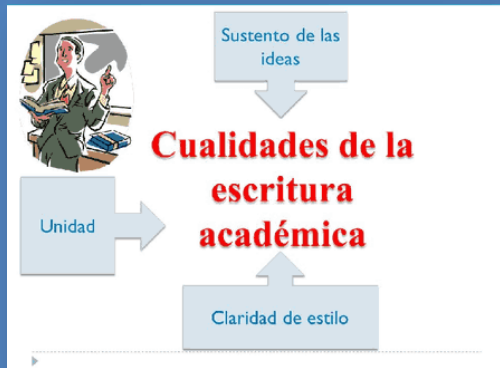 Sustento de las
ideas
Cualidades de la
escritura
académica
Unidad
Claridad de estilo